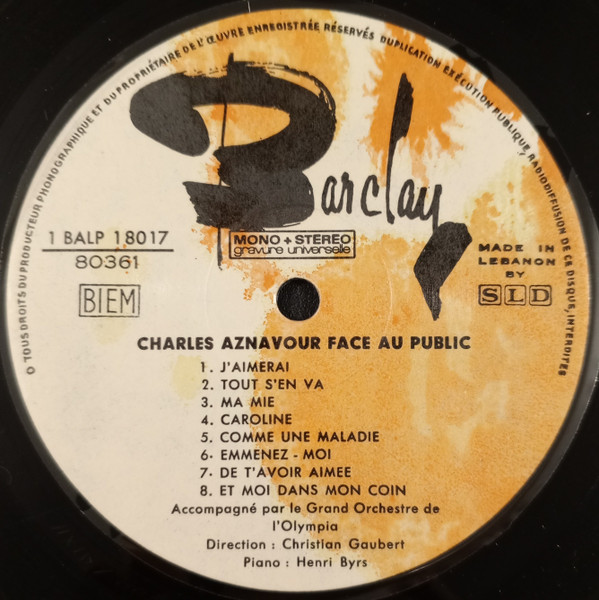 O TOUS DROITS DU PRODUCTEUR PHONOGRAPHIQUE ET DU PROPRIÉTAIRE DE L'ŒUVRE ENREGISTRÉE RÉSERVÉS DUPLICATION EXÉCUTION PUBLIQUE, RADIODIFFUSION DE CE DISQUE, INTERDITES
Barclay
1 BALP 18017
80361
BIEM
MONO + STEREO
gravure universelle
MADE IN
LEBANON
BY
SLD
CHARLES AZNAVOUR FACE AU PUBLIC
1. J'AIMERAI
2. TOUT S'EN VA
3. MA MIE
4. CAROLINE
5. COMME UNE MALADIE
6. EMMENEZ - MOI
7. DE T'AVOIR AIMEE
8. ET MOI DANS MON COIN
Accompagné par le Grand Orchestre de
l'Olympia
Direction : Christian Gaubert
Piano : Henri Byrs